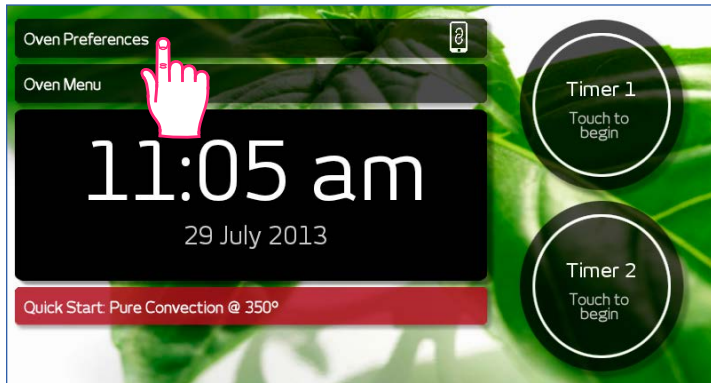 Oven Preferences
Oven Menu
11:05 am
29 July 2013
Quick Start: Pure Convection @ 350°
Timer 1
Touch to
begin
Timer 2
Touch to
begin